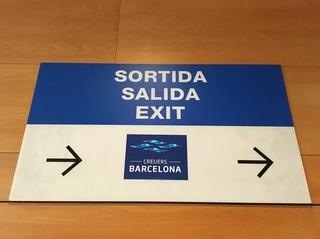 SORTIDA
SALIDA
EXIT
CREUERS
BARCELONA